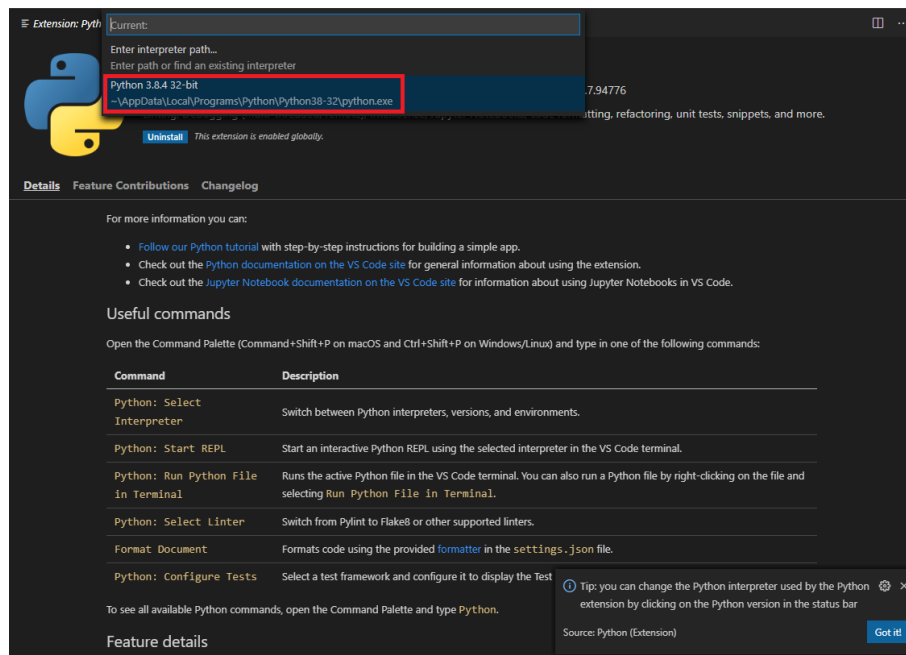 Extension: Pyth
Current:
Enter interpreter path...
Enter path or find an existing interpreter
Python 3.8.4 32-bit
~\AppData\Local\Programs\Python\Python38-32\python.exe
.7.94776
tting, refactoring, unit tests, snippets, and more.
Uninstall This extension is enabled globally.
Details Feature Contributions Changelog
For more information you can:
• Follow our Python tutorial with step-by-step instructions for building a simple app.
• Check out the Python documentation on the VS Code site for general information about using the extension.
• Check out the Jupyter Notebook documentation on the VS Code site for information about using Jupyter Notebooks in VS Code.
Useful commands
Open the Command Palette (Command+Shift+P on macOS and Ctrl+Shift+P on Windows/Linux) and type in one of the following commands:
Command Description
Python: Select
Interpreter
Switch between Python interpreters, versions, and environments.
Python: Start REPL Start an interactive Python REPL using the selected interpreter in the VS Code terminal.
Python: Run Python File
in Terminal
Runs the active Python file in the VS Code terminal. You can also run a Python file by right-clicking on the file and
selecting Run Python File in Terminal.
Python: Select Linter Switch from Pylint to Flake8 or other supported linters.
Format Document Formats code using the provided formatter in the settings.json file.
Python: Configure Tests Select a test framework and configure it to display the Test
To see all available Python commands, open the Command Palette and type Python.
Feature details
Tip: you can change the Python interpreter used by the Python
extension by clicking on the Python version in the status bar
Source: Python (Extension)
Got it!